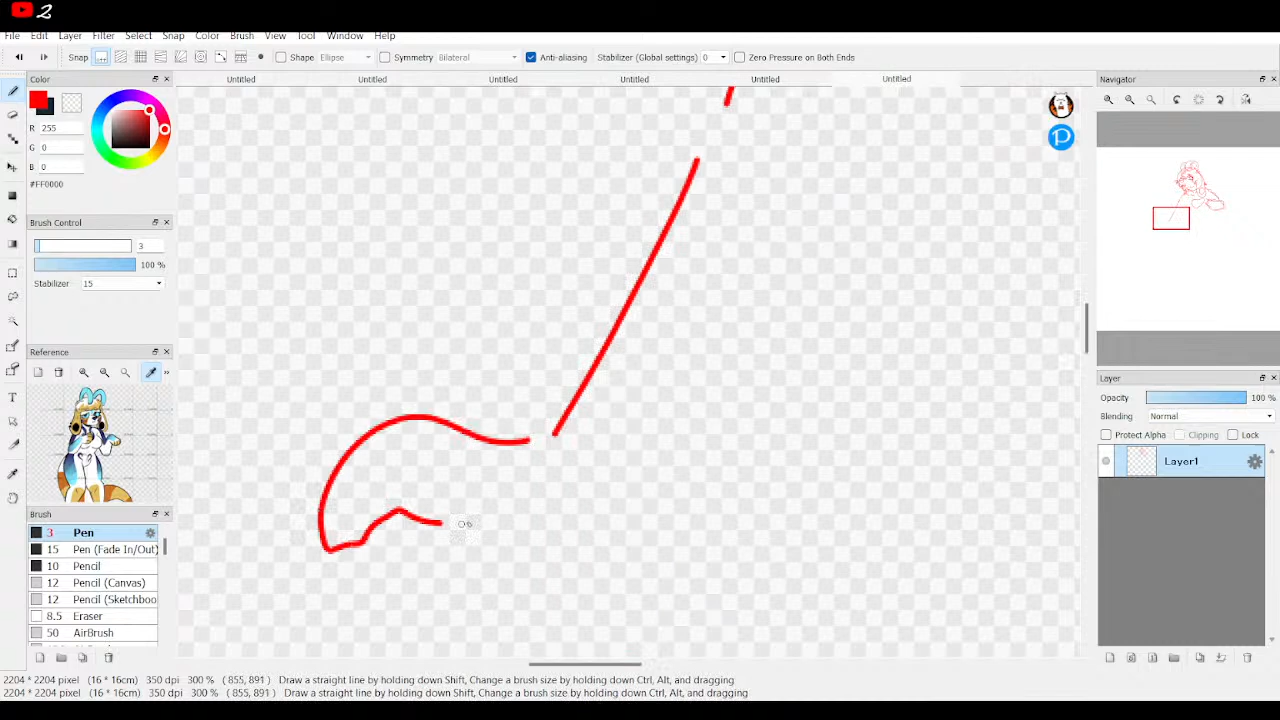 2
File Edit Layer Filter Select View Snap Color Brush Tool Window Help
Snap Shape Ellipse Symmetry Bilateral Anti-aliasing Stabilizer (Global settings) 0 Zero Pressure on Both Ends
Color
Untitled Untitled Untitled Untitled Untitled Untitled
Navigator
R 255
G 0
B 0
#FF0000
Brush Control
3
100 %
Stabilizer 15
Reference
Layer
Opacity 100 %
Blending Normal
Protect Alpha Clipping Lock
Layer1
Brush
3 Pen
15 Pen (Fade In/Out)
10 Pencil
12 Pencil (Canvas)
12 Pencil (Sketchboo
8.5 Eraser
50 AirBrush
2204 * 2204 pixel (16 * 16cm) 350 dpi 300 % ( 855, 891 ) Draw a straight line by holding down Shift, Change a brush size by holding down Ctrl, Alt, and dragging
2204 * 2204 pixel (16 * 16cm) 350 dpi 300 % ( 855, 891 ) Draw a straight line by holding down Shift, Change a brush size by holding down Ctrl, Alt, and dragging